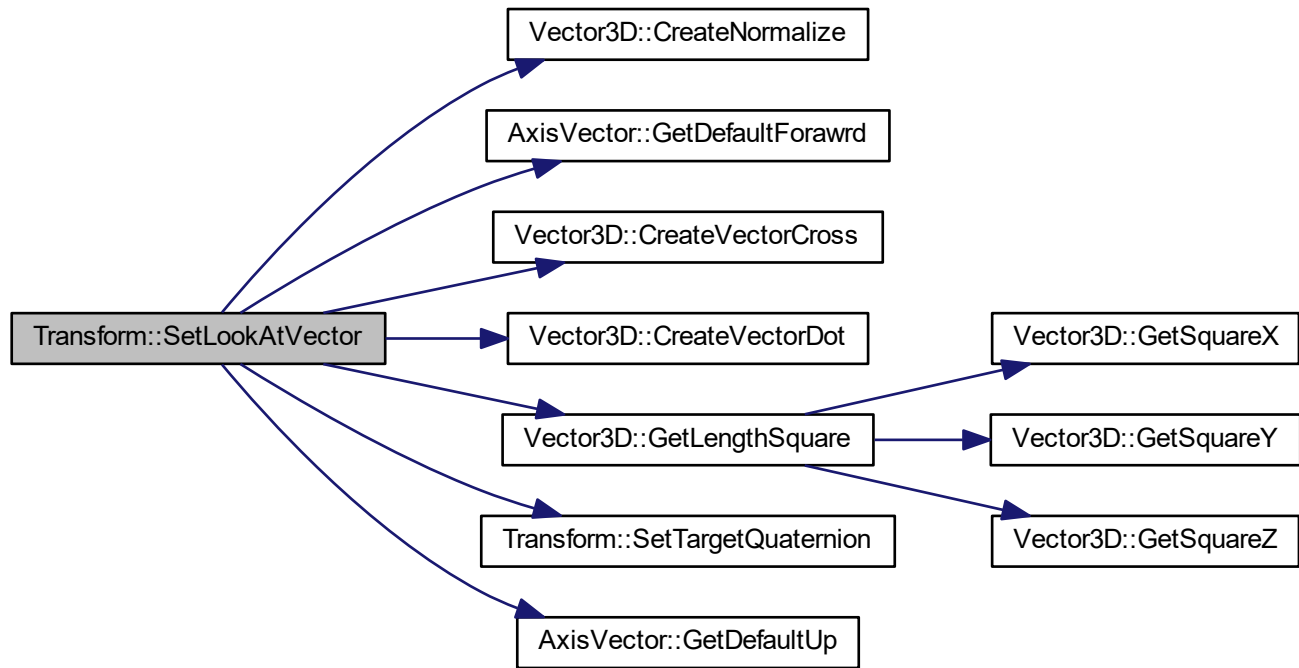 Vector3D::CreateNormalize
AxisVector::GetDefaultForawrd
Vector3D::CreateVectorCross
Transform::SetLookAtVector
Vector3D::CreateVectorDot
Vector3D::GetSquareX
Vector3D::GetLengthSquare
Vector3D::GetSquareY
Transform::SetTargetQuaternion
Vector3D::GetSquareZ
AxisVector::GetDefaultUp